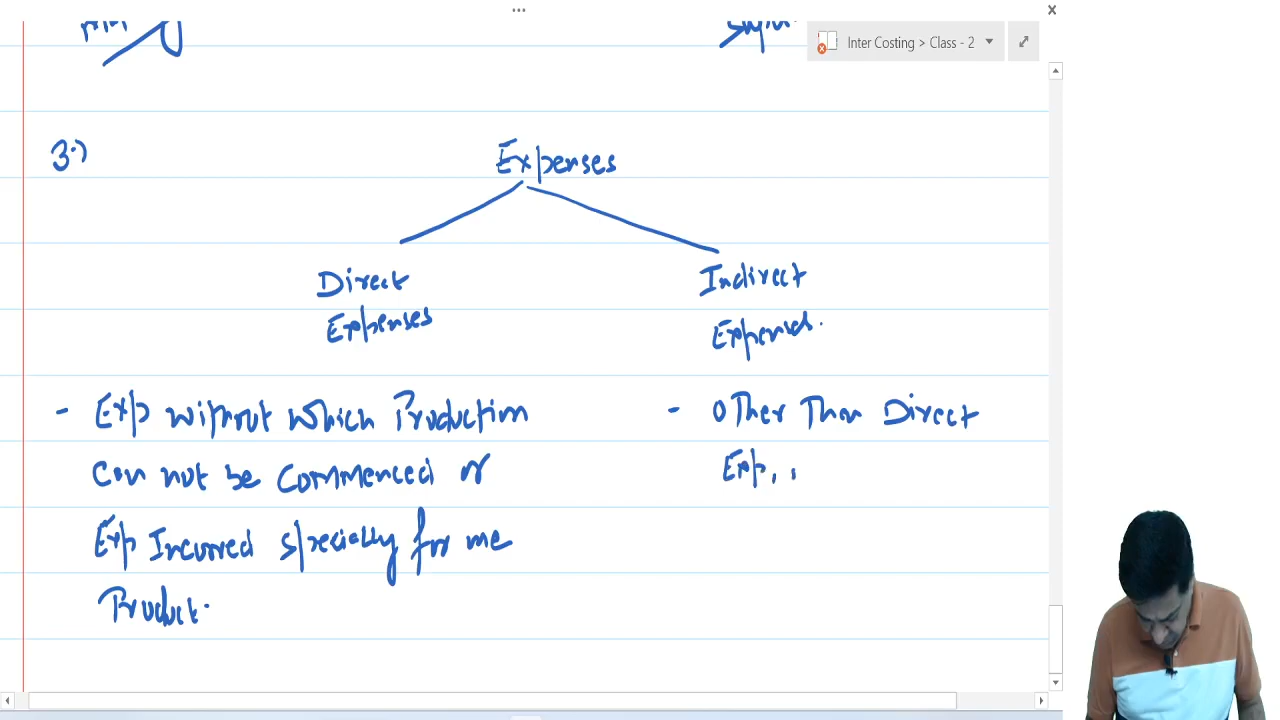 Inter Costing > Class - 2
3.)
Expenses
Direct
Expenses
Indirect
Expenses.
- Exp without which Production
Can not be Commenced or
Exp Incurred specially for one
Product.
- Other Than Direct
Exp,